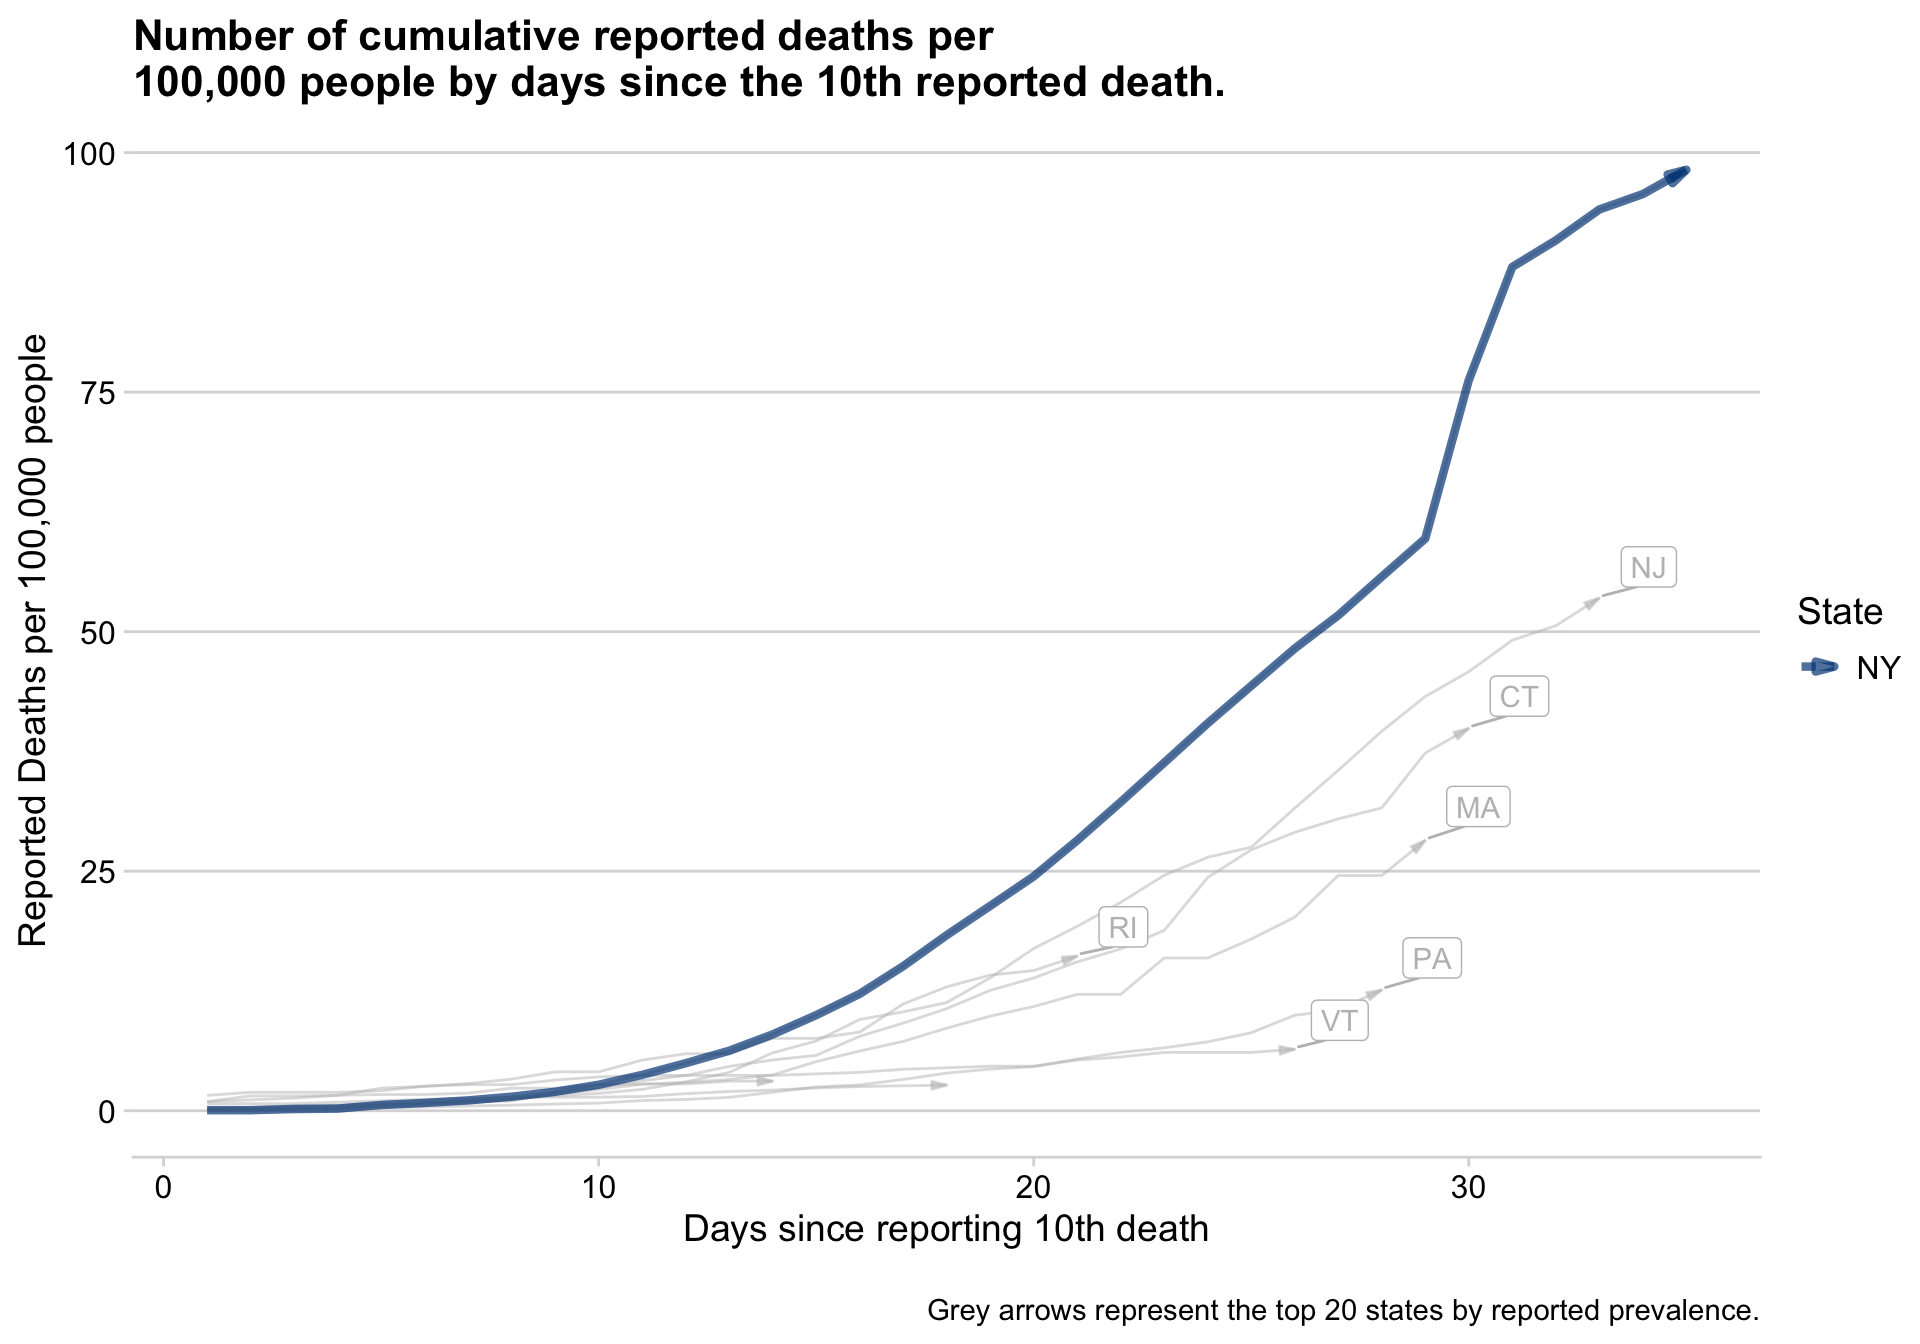 Number of cumulative reported deaths per
100,000 people by days since the 10th reported death.
Reported Deaths per 100,000 people
100
75
50
25
0
NJ
CT
MA
RI
PA
VT
State
NY
0
10
20
30
Days since reporting 10th death
Grey arrows represent the top 20 states by reported prevalence.